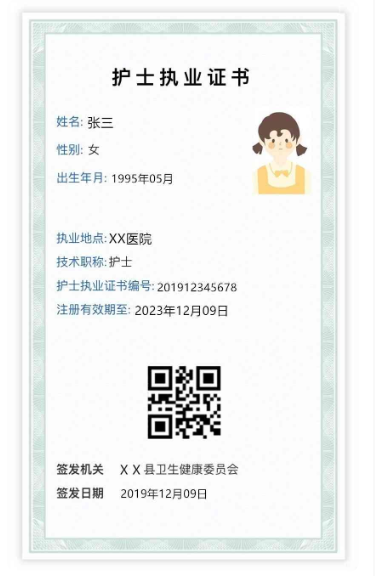 护士执业证书
姓名: 张三
性别: 女
出生年月: 1995年05月
执业地点: XX医院
技术职称: 护士
护士执业证书编号: 201912345678
注册有效期至: 2023年12月09日
签发机关 X X 县卫生健康委员会
签发日期 2019年12月09日